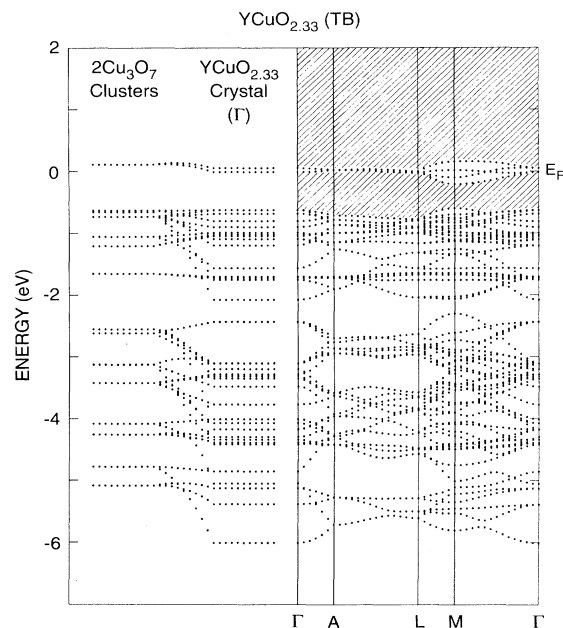 YCuO2.33 (TB)
2Cu3O7 YCuO2.33
Clusters Crystal
(Γ)
2
0
-2
-4
-6
ENERGY (eV)
EF
Γ A L M Γ